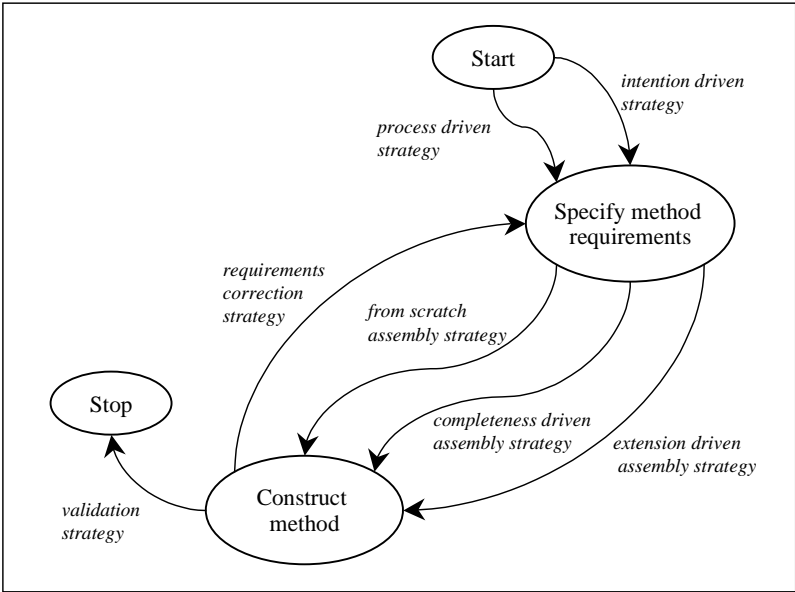 Start
intention driven
strategy
process driven
strategy
Specify method
requirements
requirements
correction
strategy
from scratch
assembly strategy
Stop
completeness driven
assembly strategy
extension driven
assembly strategy
Construct
method
validation
strategy